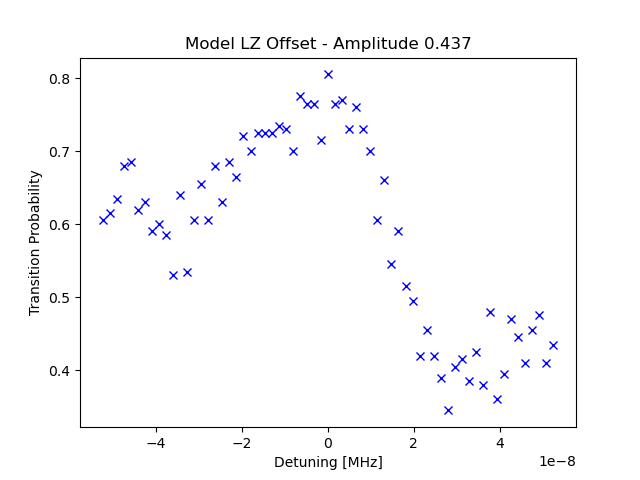 Model LZ Offset - Amplitude 0.437
Transition Probability
0.8
0.7
0.6
0.5
0.4
−4
−2
0
2
4
1e−8
Detuning [MHz]